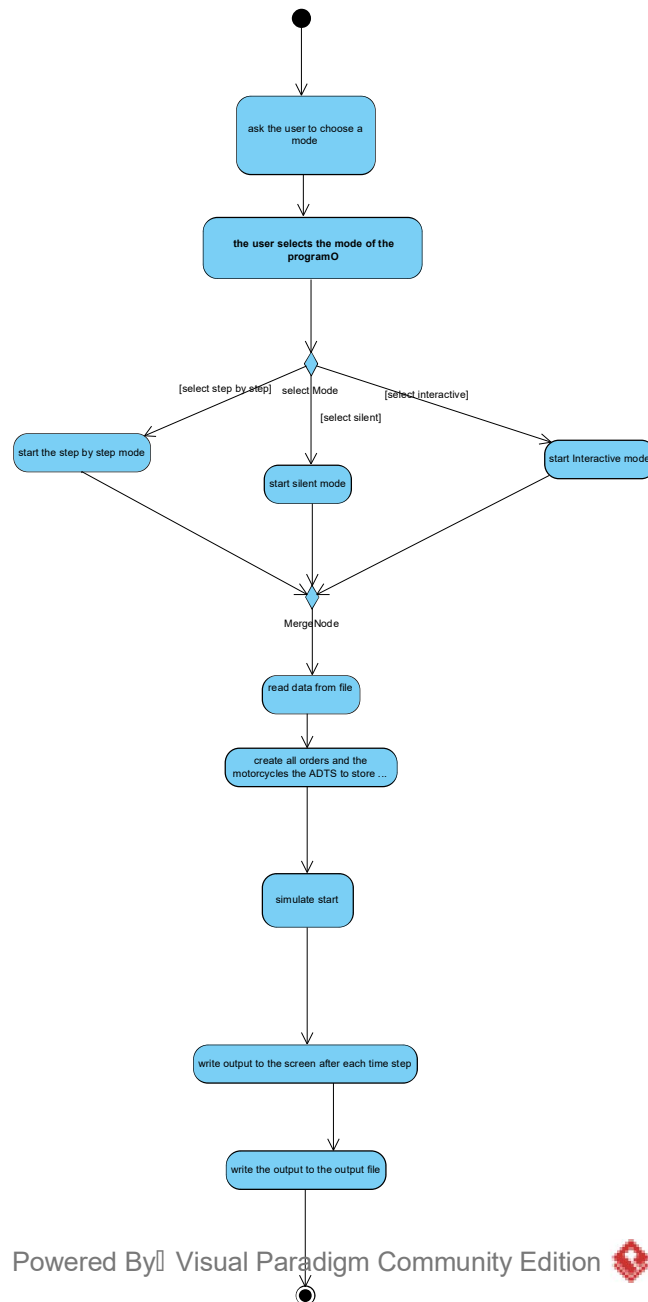 ask the user to choose a
mode
the user selects the mode of the
programO
[select step by step]
select Mode
[select interactive]
[select silent]
start the step by step mode
start Interactive mode
start silent mode
MergeNode
read data from file
create all orders and the
motorcycles the ADTS to store ...
simulate start
write output to the screen after each time step
write the output to the output file
Powered By Visual Paradigm Community Edition